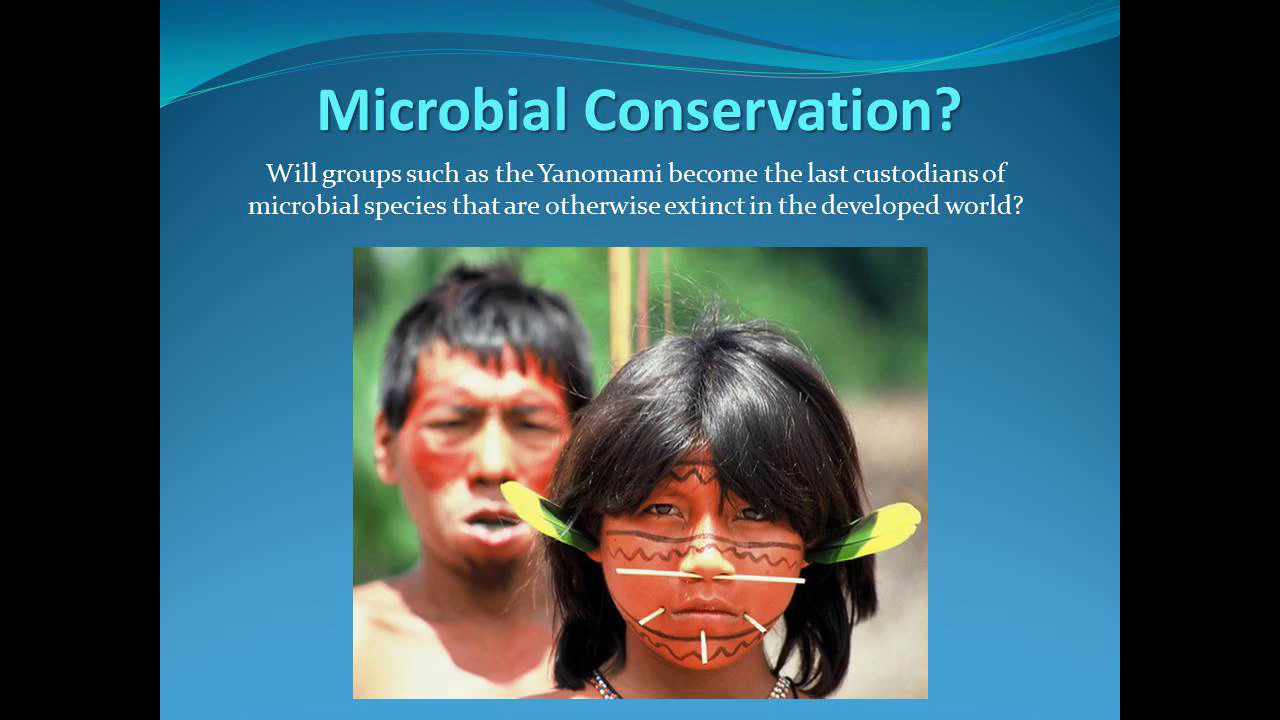 Microbial Conservation?
Will groups such as the Yanomami become the last custodians of
microbial species that are otherwise extinct in the developed world?